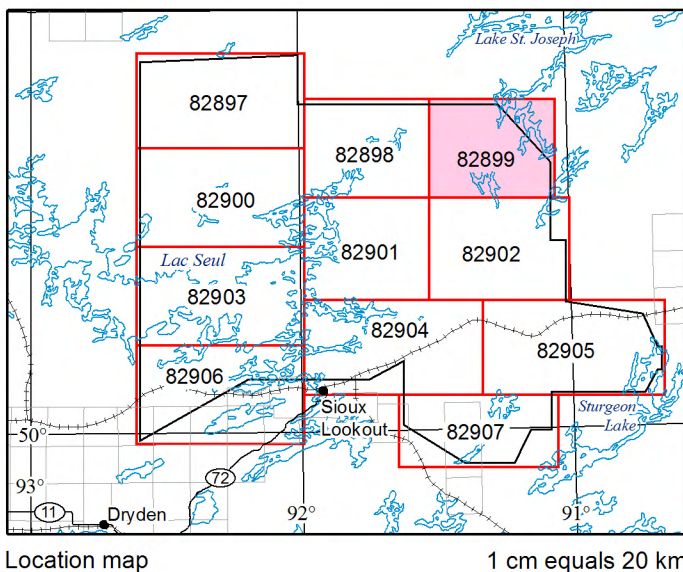 Lake St. Joseph
82897
82898
82899
82900
82901
82902
Lac Seul
82903
82904
82905
82906
Sioux
Lookout
Sturgeon
Lake
82907
50°
93°
72
11
Dryden
92°
91°
Location map
1 cm equals 20 km